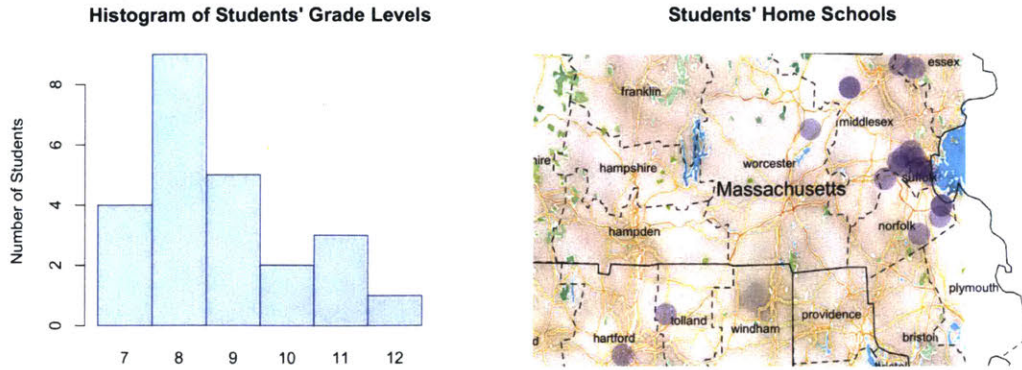 Histogram of Students' Grade Levels
Number of Students
0
2
4
6
8
7 8 9 10 11 12
Students' Home Schools
essex
franklin
middlesex
worcester
hampshire
suffolk
Massachusetts
norfolk
hampden
plymouth
tolland
windham
providence
hartford
bristol